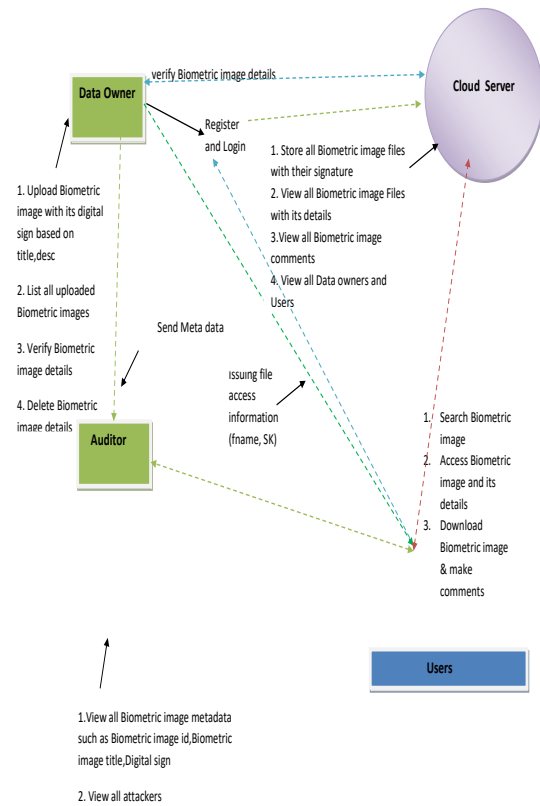 verify Biometric image details
Data Owner
Cloud Server
Register
and Login
1. Store all Biometric image files
with their signature
2. View all Biometric image Files
with its details
3.View all Biometric image
comments
4. View all Data owners and
Users
1. Upload Biometric
image with its digital
sign based on
title,desc
2. List all uploaded
Biometric images
3. Verify Biometric
image details
4. Delete Biometric
image details
Send Meta data
Issuing file
access
information
(fname, SK)
Auditor
1. Search Biometric
image
2. Access Biometric
image and its
details
3. Download
Biometric image
& make
comments
Users
1.View all Biometric image metadata
such as Biometric image id,Biometric
image title,Digital sign
2. View all attackers